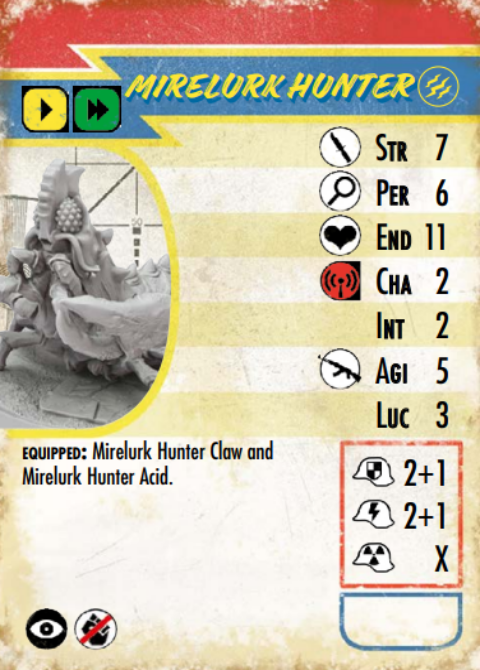 MIRELURK HUNTER
STR 7
PER 6
END 11
CHA 2
INT 2
AGI 5
LUC 3
EQUIPPED: Mirelurk Hunter Claw and
Mirelurk Hunter Acid.
2+1
2+1
X